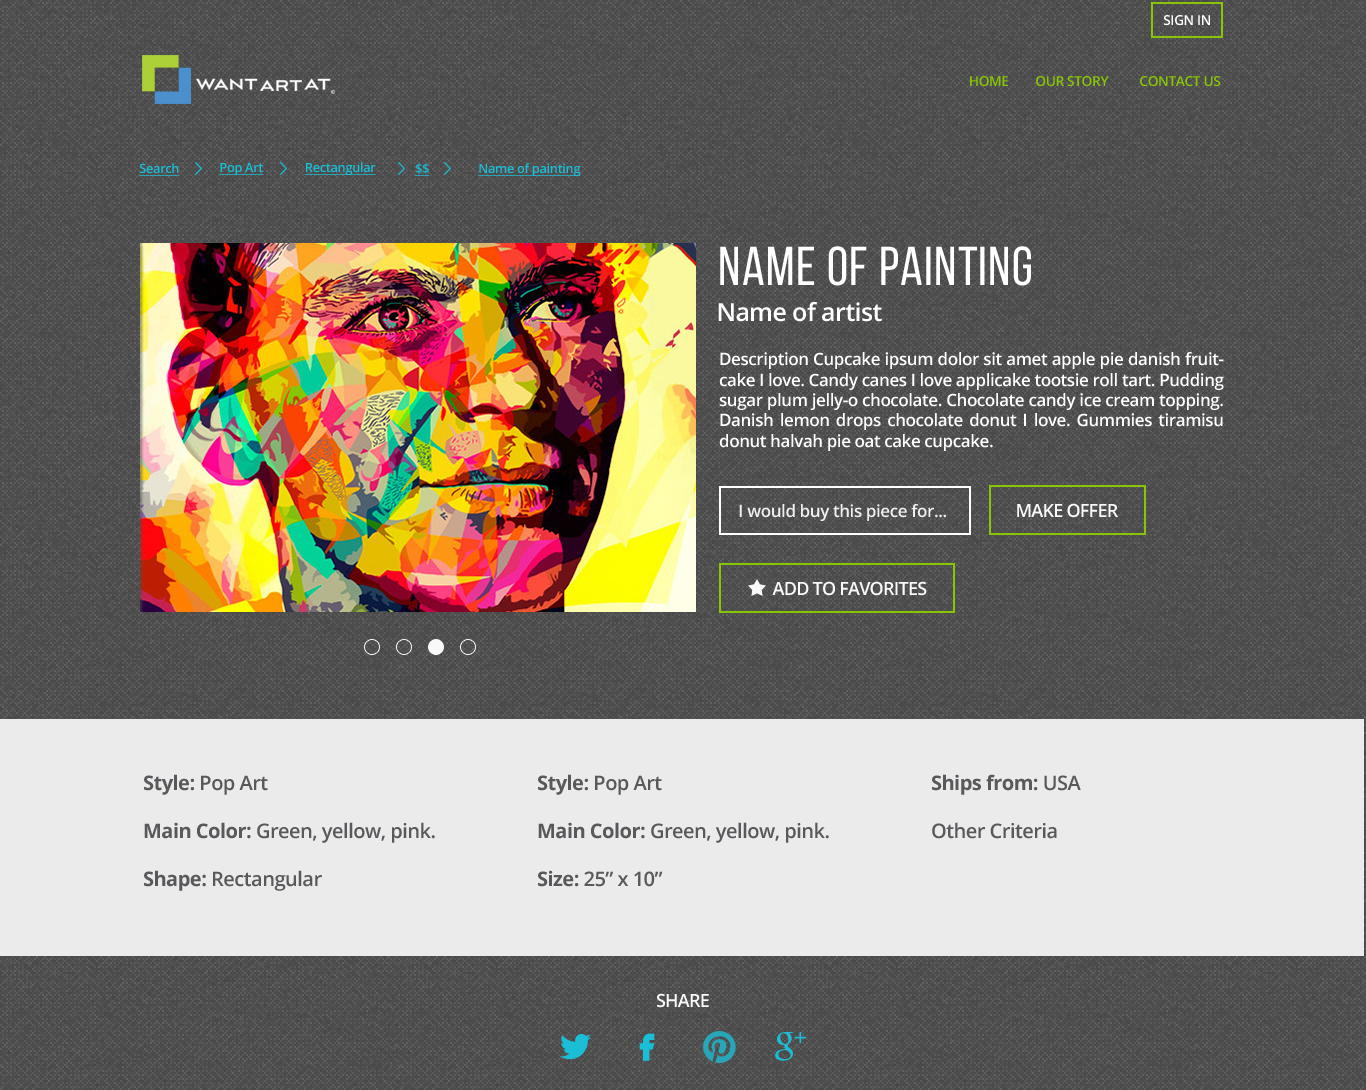 SIGN IN
WANT ART AT
HOME OUR STORY CONTACT US
Search Pop Art Rectangular $$ Name of painting
NAME OF PAINTING
Name of artist
Description Cupcake ipsum dolor sit amet apple pie danish fruit-
cake I love. Candy canes I love applicake tootsie roll tart. Pudding
sugar plum jelly-o chocolate. Chocolate candy ice cream topping.
Danish lemon drops chocolate donut I love. Gummies tiramisu
donut halvah pie oat cake cupcake.
I would buy this piece for... MAKE OFFER
ADD TO FAVORITES
Style: Pop Art
Main Color: Green, yellow, pink.
Shape: Rectangular
Style: Pop Art
Main Color: Green, yellow, pink.
Size: 25” x 10”
Ships from: USA
Other Criteria
SHARE